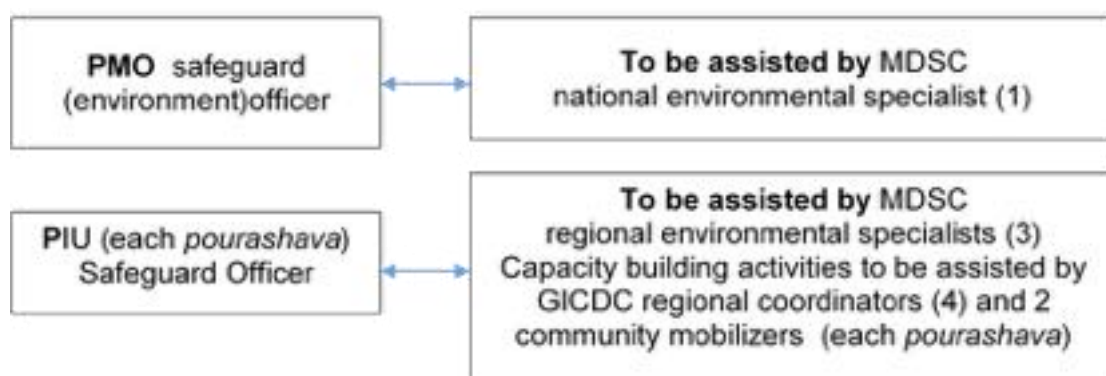 PMO safeguard
(environment)officer
To be assisted by MDSC
national environmental specialist (1)
PIU (each pourashava)
Safeguard Officer
To be assisted by MDSC
regional environmental specialists (3)
Capacity building activities to be assisted by
GICDC regional coordinators (4) and 2
community mobilizers (each pourashava)